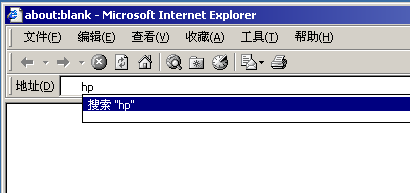 about:blank - Microsoft Internet Explorer
文件(F) 编辑(E) 查看(V) 收藏(A) 工具(T) 帮助(H)
地址(D) hp
搜索 "hp"